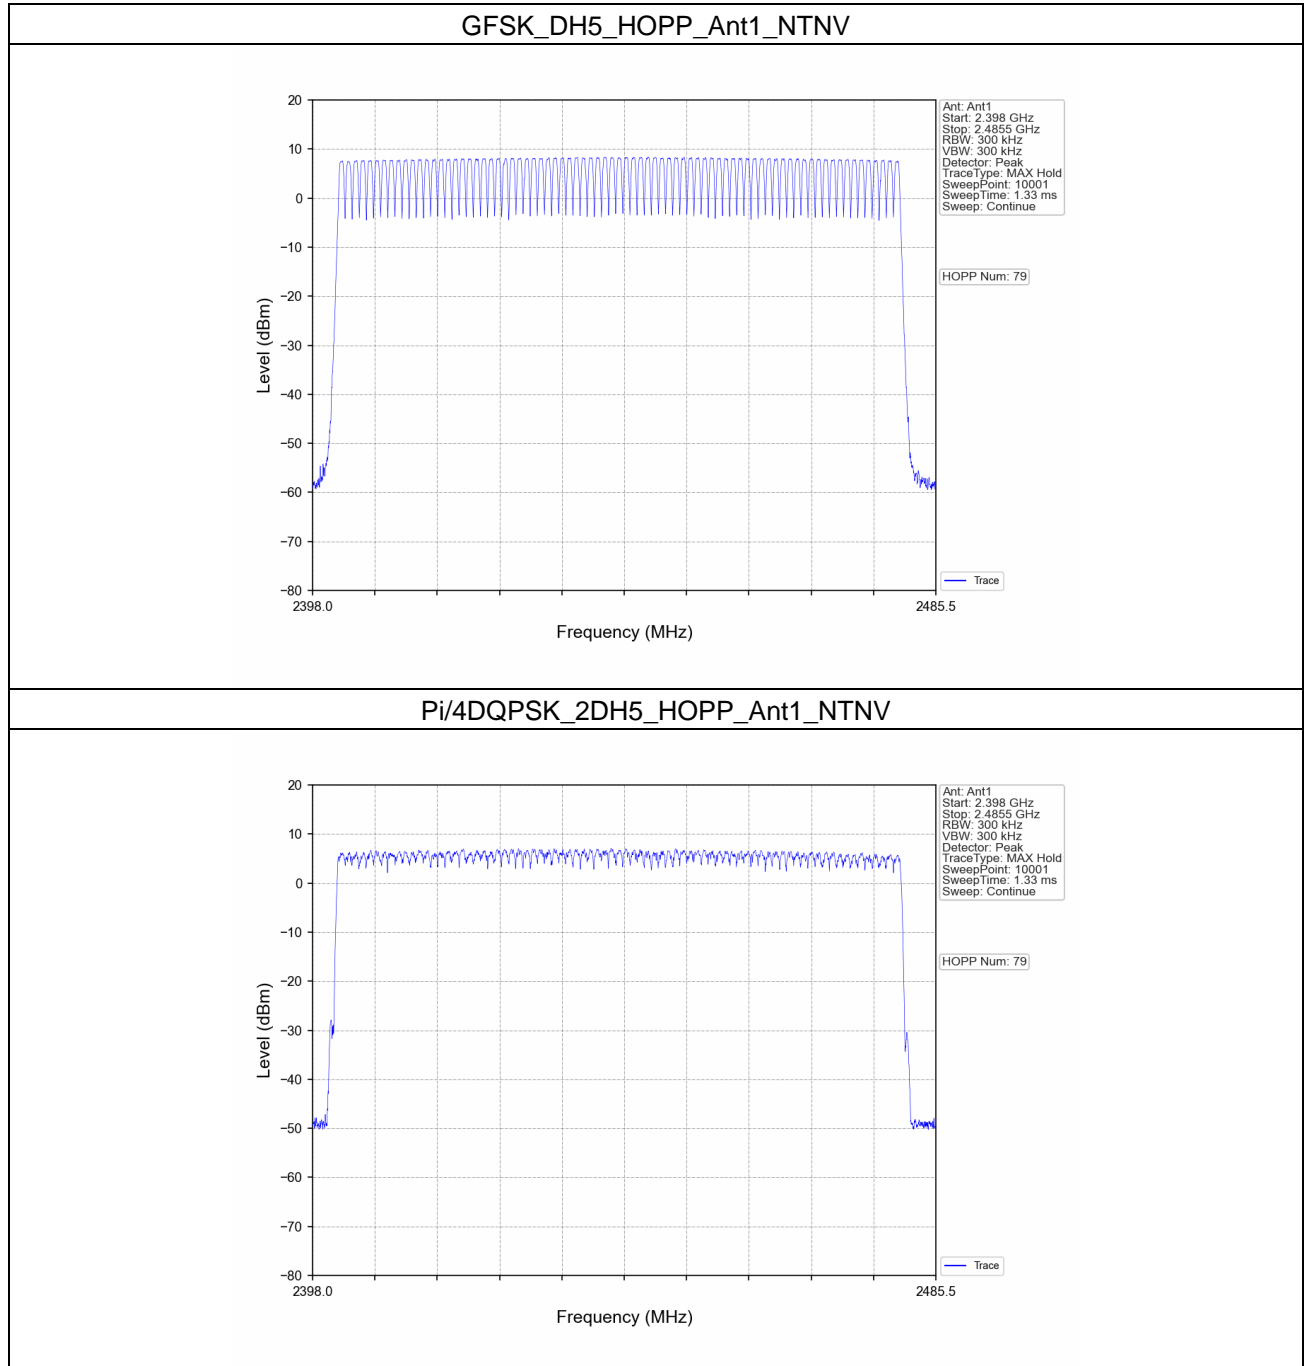 GFSK_DH5_HOPP_Ant1_NTNV
20
10
0
−10
−20
−30
−40
−50
−60
−70
−80
Level (dBm)
2398.0
2485.5
Frequency (MHz)
Ant: Ant1
Start: 2.398 GHz
Stop: 2.4855 GHz
RBW: 300 kHz
VBW: 300 kHz
Detector: Peak
TraceType: MAX Hold
SweepPoint: 10001
SweepTime: 1.33 ms
Sweep: Continue
HOPP Num: 79
Trace
Pi/4DQPSK_2DH5_HOPP_Ant1_NTNV
20
10
0
−10
−20
−30
−40
−50
−60
−70
−80
Level (dBm)
2398.0
2485.5
Frequency (MHz)
Ant: Ant1
Start: 2.398 GHz
Stop: 2.4855 GHz
RBW: 300 kHz
VBW: 300 kHz
Detector: Peak
TraceType: MAX Hold
SweepPoint: 10001
SweepTime: 1.33 ms
Sweep: Continue
HOPP Num: 79
Trace